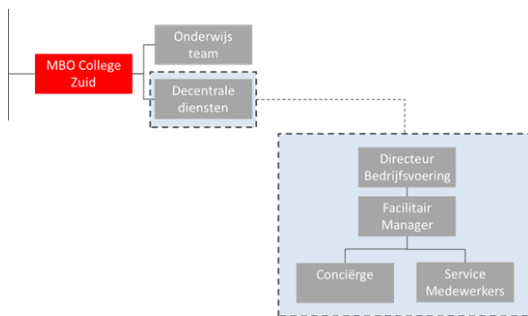 Onderwijs
team
MBO College
Zuid
Decentrale
diensten
Directeur
Bedrijfsvoering
Facilitair
Manager
Conciërge
Service
Medewerkers